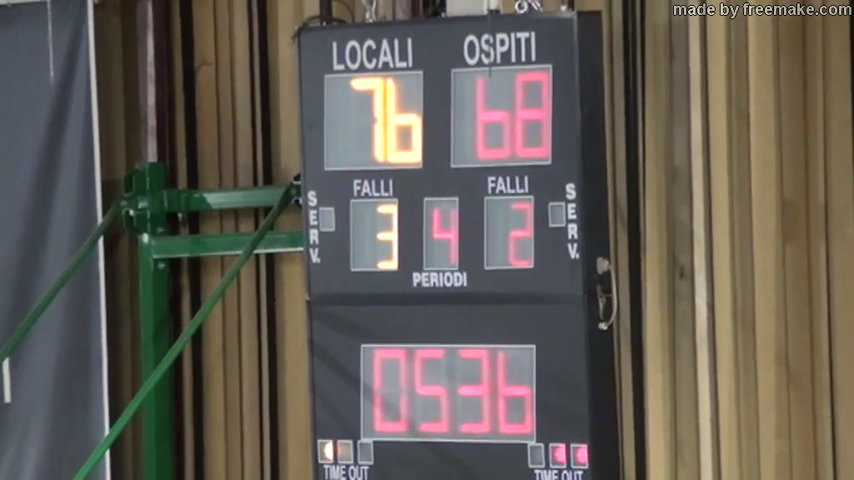 made by freemake.com
LOCALI OSPITI
76 68
FALLI FALLI
SERV. 3 4 2 SERV.
PERIODI
0536
TIME OUT TIME OUT